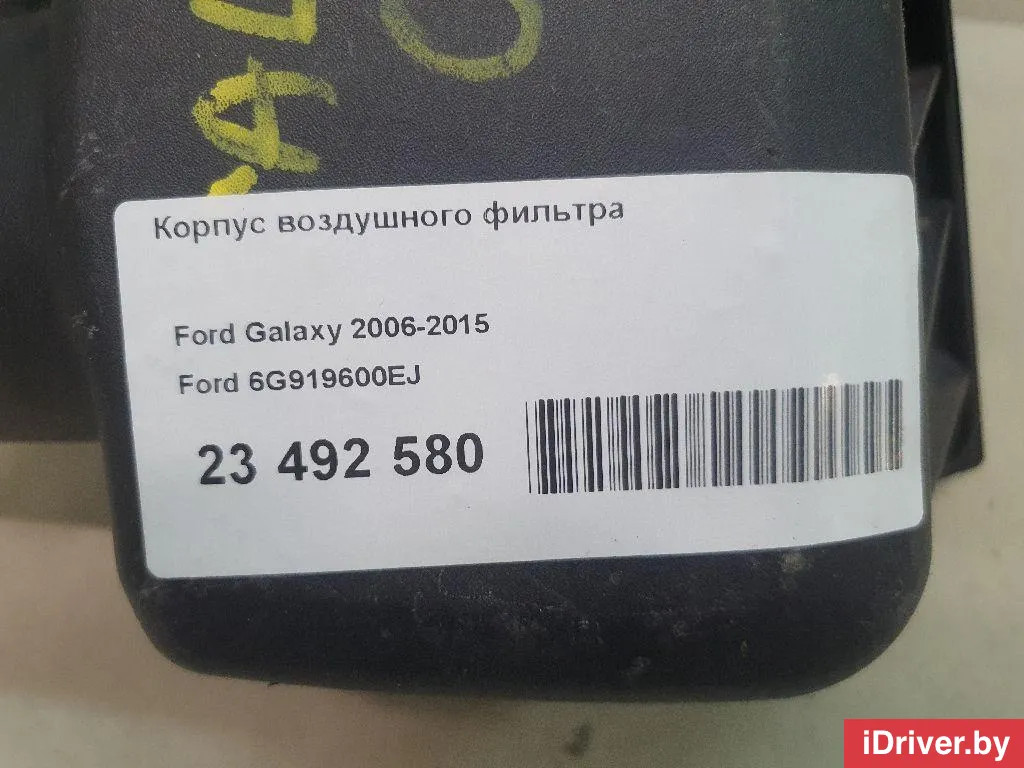 Корпус воздушного фильтра
Ford Galaxy 2006-2015
Ford 6G919600EJ
23 492 580
iDriver.by